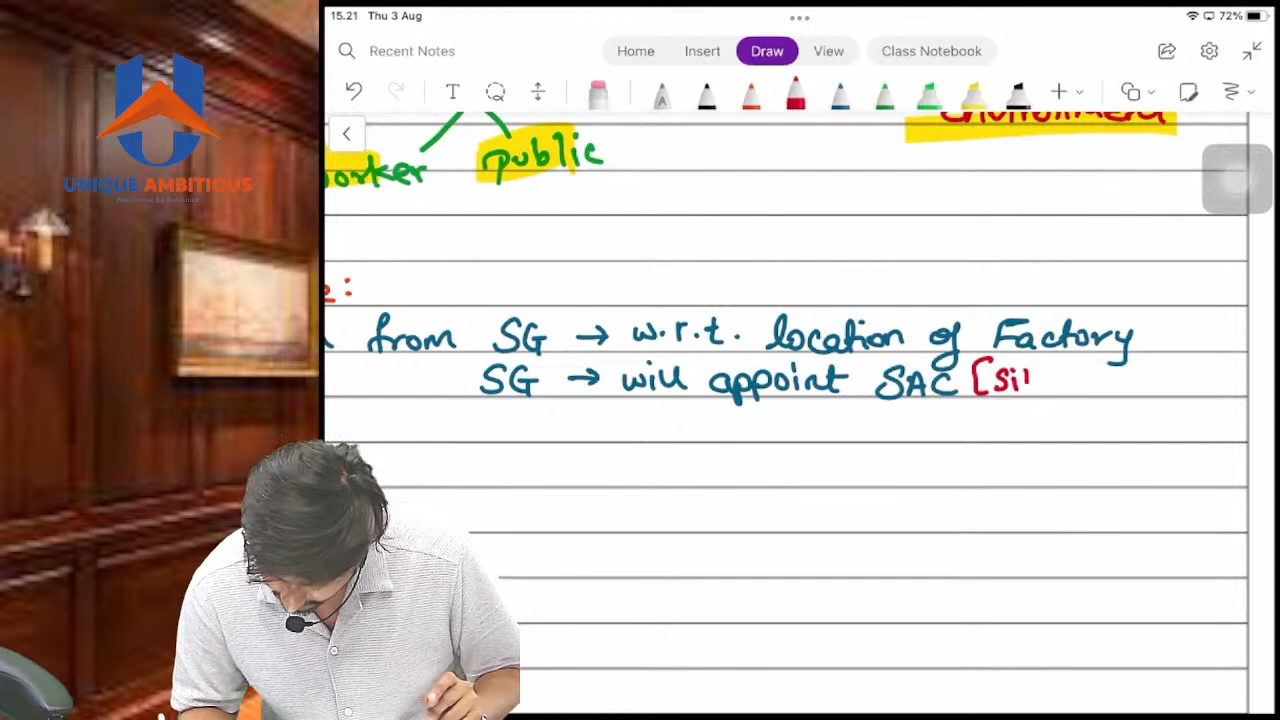 15.21 Thu 3 Aug
72%
Recent Notes
Home Insert Draw View Class Notebook
UNIQUE AMBITIOUS
environment
public
orker
:
from SG → w.r.t. location of Factory
SG → will appoint SAC [Si